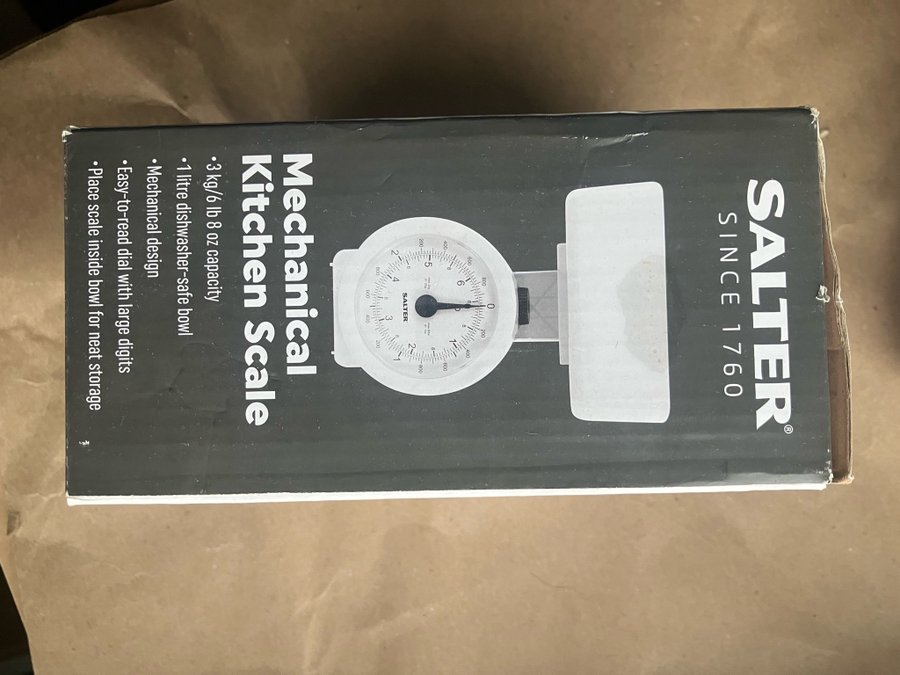 SALTER®
SINCE 1760
SALTER
Mechanical
Kitchen Scale
•3 kg/6 lb 8 oz capacity
•1 litre dishwasher-safe bowl
•Mechanical design
•Easy-to-read dial with large digits
•Place scale inside bowl for neat storage